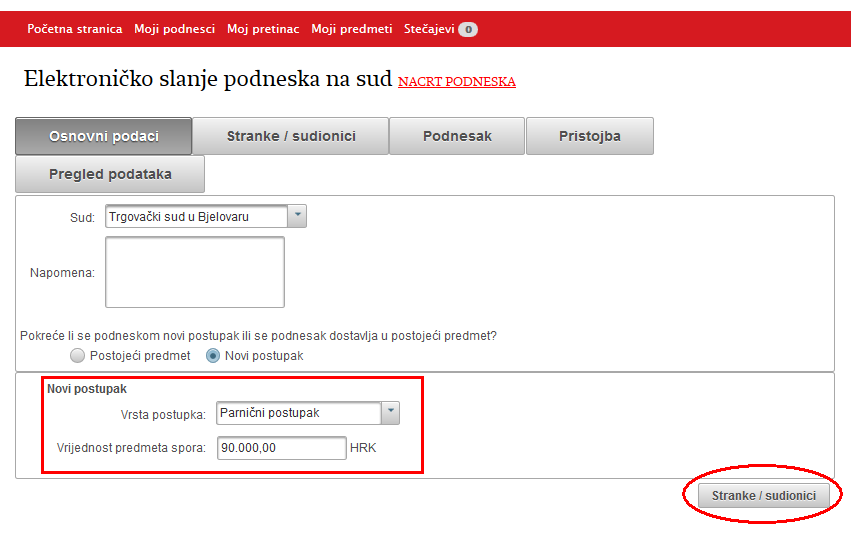 Početna stranica Moji podnesci Moj pretinac Moji predmeti Stečajevi 0
Elektroničko slanje podneska na sud NACRT PODNESKA
Osnovni podaci Stranke / sudionici Podnesak Pristojba
Pregled podataka
Sud: Trgovački sud u Bjelovaru
Napomena:
Pokreće li se podneskom novi postupak ili se podnesak dostavlja u postojeći predmet?
Postojeći predmet Novi postupak
Novi postupak
Vrsta postupka: Parnični postupak
Vrijednost predmeta spora: 90.000,00 HRK
Stranke / sudionici